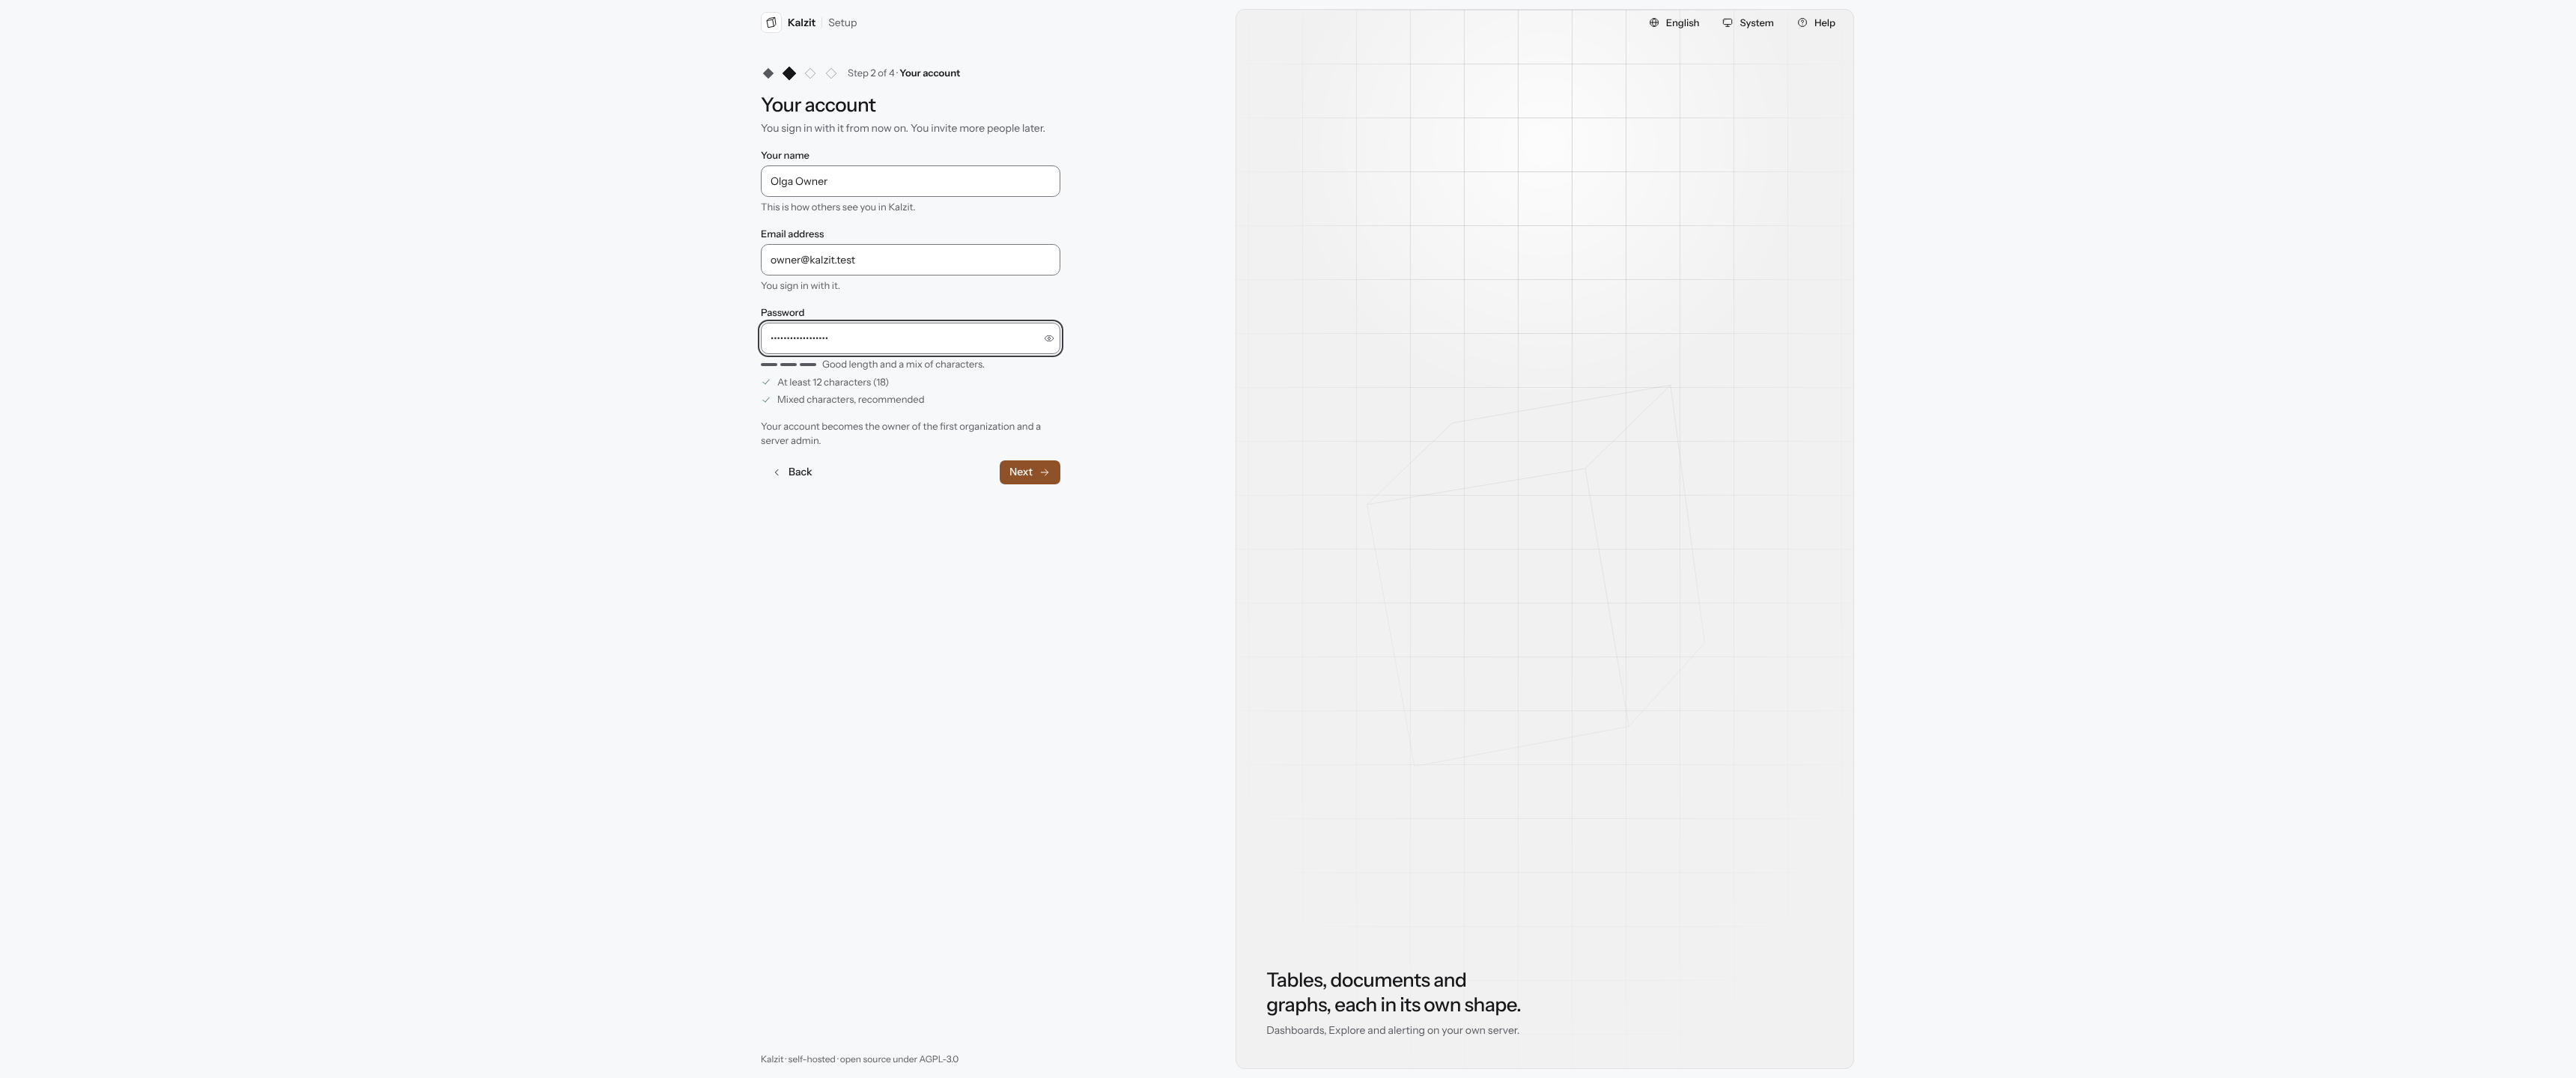 Kalzit Setup
English System Help
Step 2 of 4 · Your account
Your account
You sign in with it from now on. You invite more people later.
Your name
Olga Owner
This is how others see you in Kalzit.
Email address
owner@kalzit.test
You sign in with it.
Password
••••••••••••••••••
Good length and a mix of characters.
At least 12 characters (18)
Mixed characters, recommended
Your account becomes the owner of the first organization and a
server admin.
Back
Next
Tables, documents and
graphs, each in its own shape.
Dashboards, Explore and alerting on your own server.
Kalzit · self-hosted · open source under AGPL-3.0